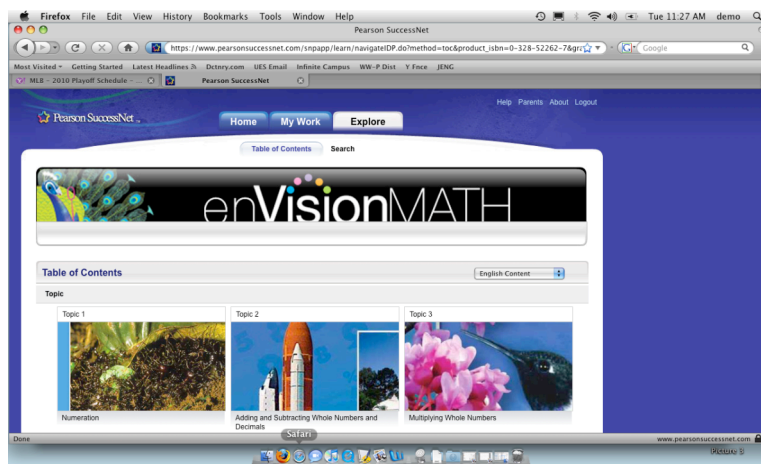 Firefox File Edit View History Bookmarks Tools Window Help Tue 11:27 AM demo
Pearson SuccessNet
https://www.pearsonsuccessnet.com/snpapp/learn/navigateIDP.do?method=toc&product_isbn=0-328-52262-7&gra Google
Most Visited Getting Started Latest Headlines Dctnry.com UES Email Infinite Campus WW-P Dist Y Fnce JENG
MLB - 2010 Playoff Schedule - ... Pearson SuccessNet
Help Parents About Logout
Pearson SuccessNet
Home My Work Explore
Table of Contents Search
enVisionMATH
Table of Contents English Content
Topic
Topic 1 Topic 2 Topic 3
Numeration Adding and Subtracting Whole Numbers and Decimals Multiplying Whole Numbers
Safari
Done www.pearsonsuccessnet.com
Picture 3